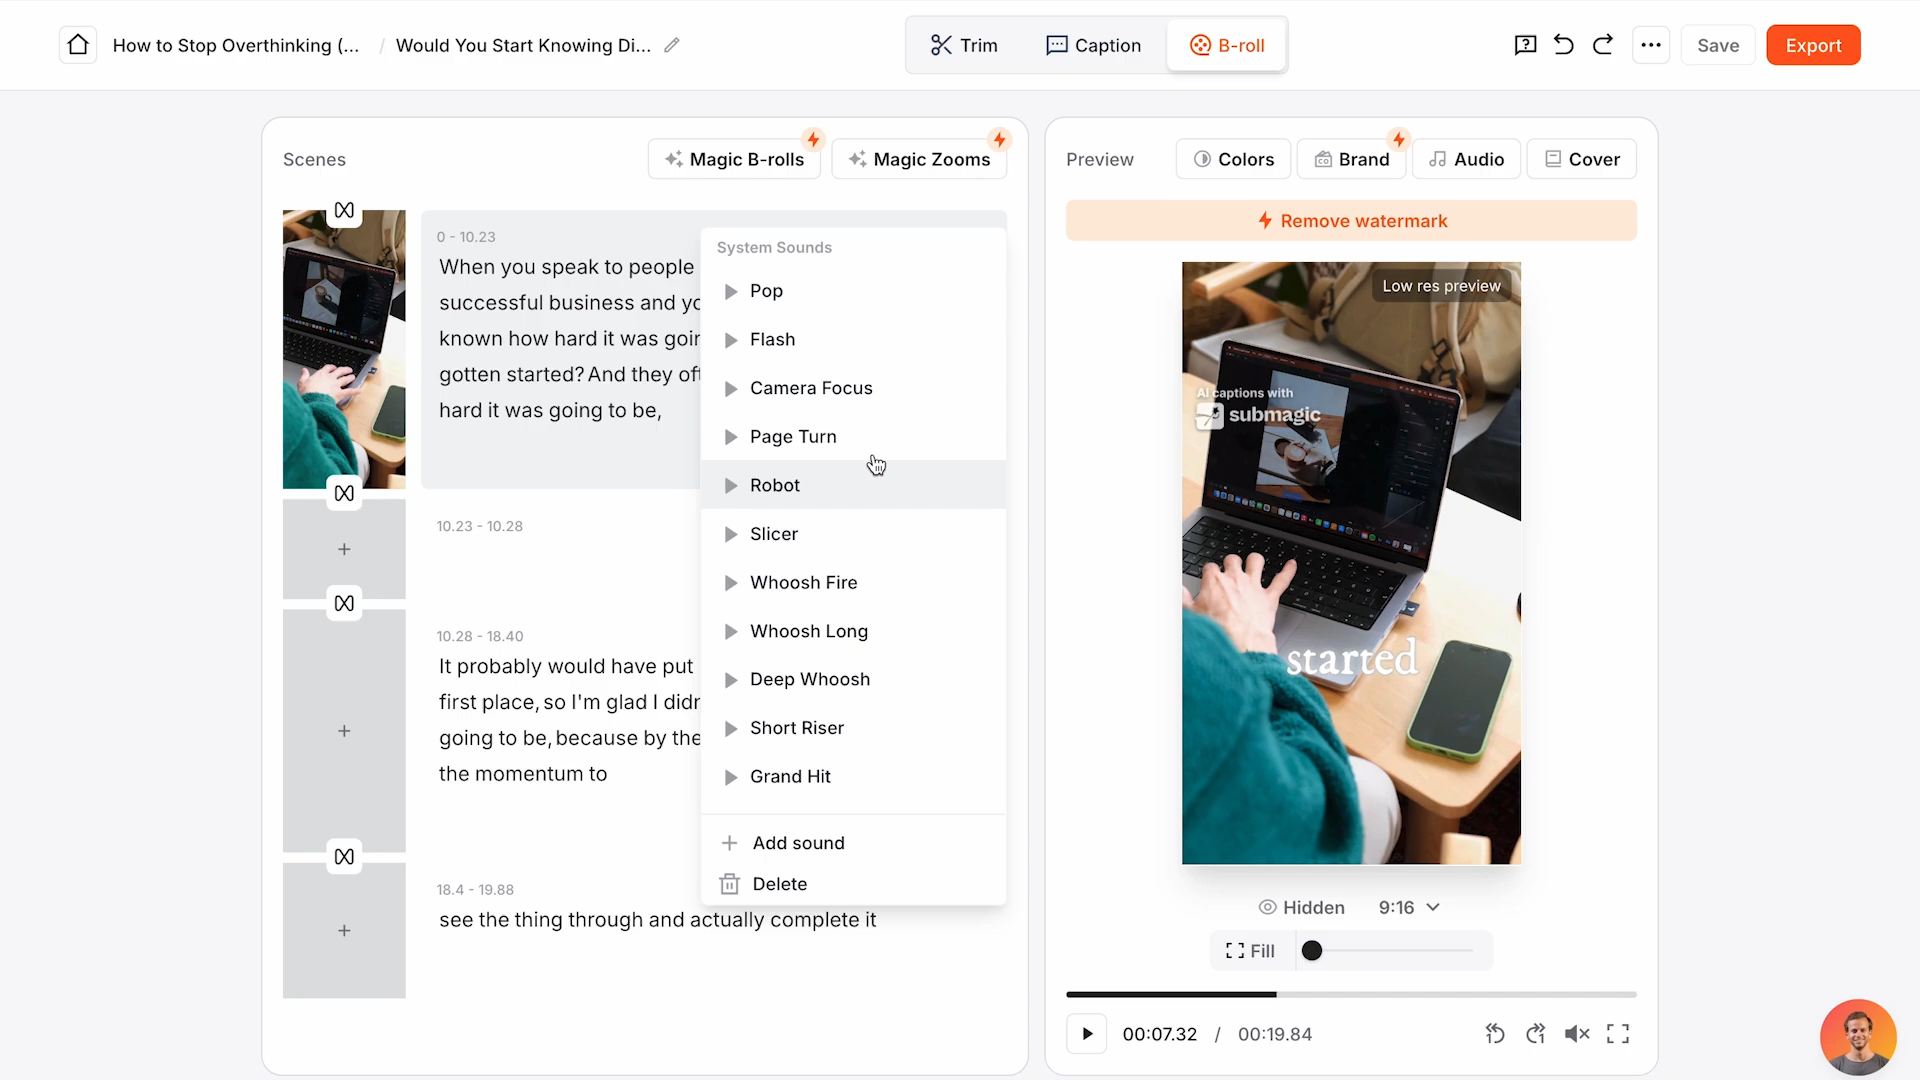 How to Stop Overthinking (...
/
Would You Start Knowing Di...
Trim
Caption
B-roll
Save
Export
Scenes
Magic B-rolls
Magic Zooms
0 - 10.23
When you speak to people
successful business and yo
known how hard it was goin
gotten started? And they oft
hard it was going to be,
10.23 - 10.28
10.28 - 18.40
It probably would have put
first place, so I'm glad I didn
going to be, because by the
the momentum to
18.4 - 19.88
see the thing through and actually complete it
System Sounds
Pop
Flash
Camera Focus
Page Turn
Robot
Slicer
Whoosh Fire
Whoosh Long
Deep Whoosh
Short Riser
Grand Hit
Add sound
Delete
Preview
Colors
Brand
Audio
Cover
Remove watermark
Low res preview
AI captions with
submagic
started
Hidden
9:16
Fill
00:07.32 / 00:19.84